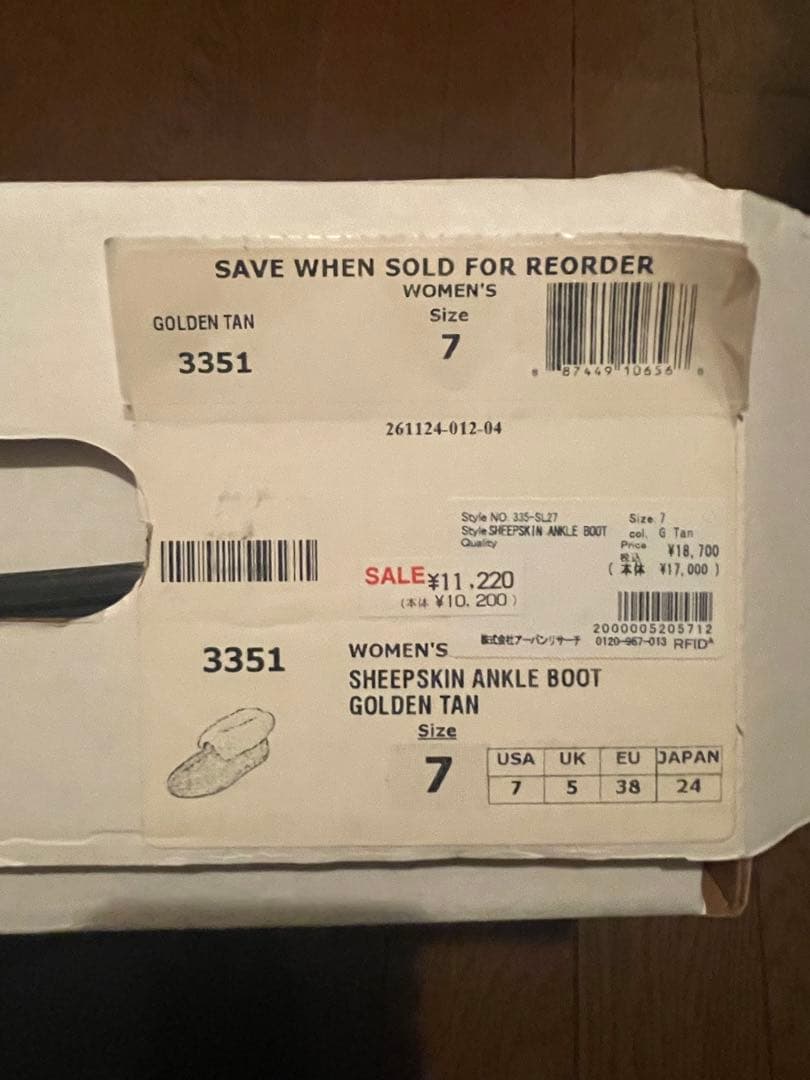 SAVE WHEN SOLD FOR REORDER
WOMEN'S
GOLDEN TAN
Size
3351
7
8 87449 10656 8
261124-012-04
Style NO 335-SL27
Size 7
Style SHEEPSKIN ANKLE BOOT
col. G Tan
Quality
Price ¥18,700
税込
(本体 ¥17,000)
SALE ¥11,220
(本体 ¥10,200)
2000005205712
株式会社アーバンリサーチ 0120-967-013 RFID
3351
WOMEN'S
SHEEPSKIN ANKLE BOOT
GOLDEN TAN
Size
7
USA UK EU JAPAN
7 5 38 24